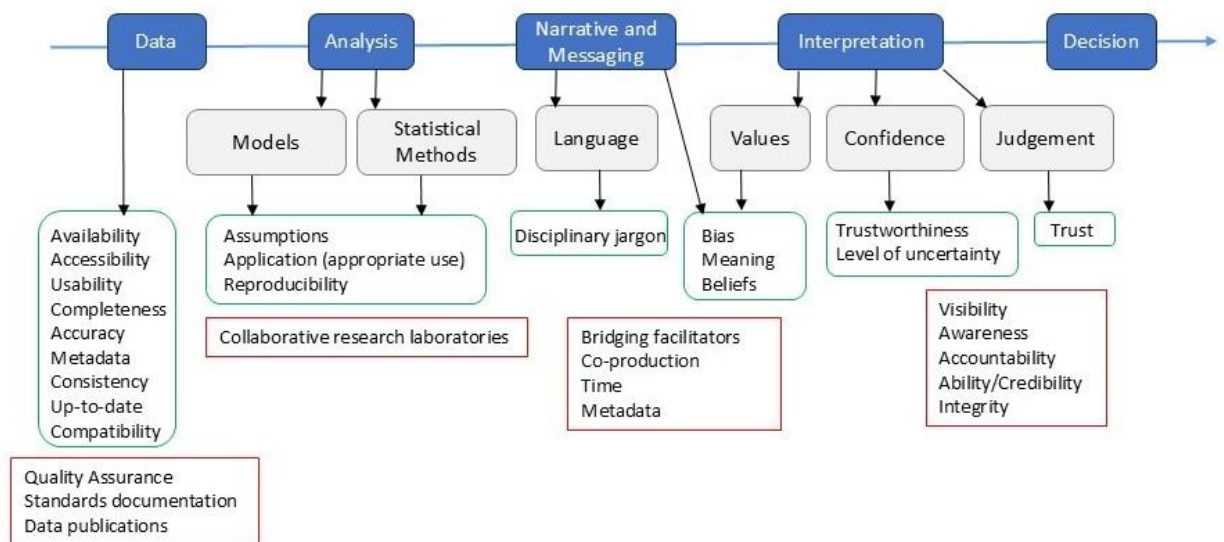 Data
Analysis
Narrative and
Messaging
Interpretation
Decision
Models
Statistical
Methods
Language
Values
Confidence
Judgement
Availability
Accessibility
Usability
Completeness
Accuracy
Metadata
Consistency
Up-to-date
Compatibility
Assumptions
Application (appropriate use)
Reproducibility
Disciplinary jargon
Bias
Meaning
Beliefs
Trustworthiness
Level of uncertainty
Trust
Quality Assurance
Standards documentation
Data publications
Collaborative research laboratories
Bridging facilitators
Co-production
Time
Metadata
Visibility
Awareness
Accountability
Ability/Credibility
Integrity